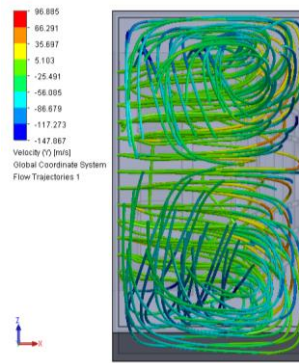 96.885
66.291
35.697
5.103
-25.491
-56.085
-86.679
-117.273
-147.867
Velocity (Y) [m/s]
Global Coordinate System
Flow Trajectories 1
Z
X